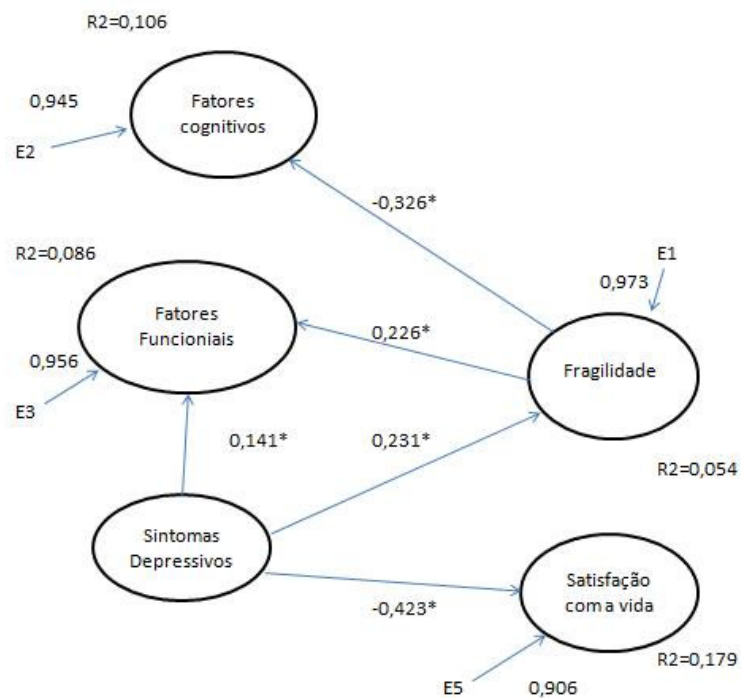 R2=0,106
0,945
Fatores
cognitivos
E2
-0,326*
R2=0,086
E1
0,973
Fatores
Funcioniais
0,226*
Fragilidade
0,956
E3
0,141*
0,231*
R2=0,054
Sintomas
Depressivos
Satisfação
com a vida
-0,423*
R2=0,179
E5
0,906